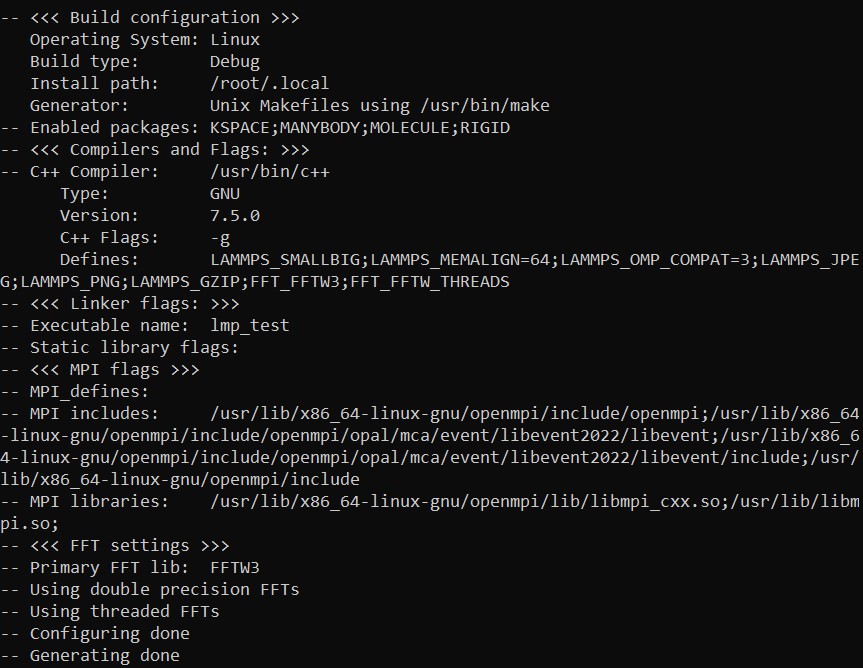 -- <<< Build configuration >>>
   Operating System: Linux
   Build type:       Debug
   Install path:     /root/.local
   Generator:        Unix Makefiles using /usr/bin/make
-- Enabled packages: KSPACE;MANYBODY;MOLECULE;RIGID
-- <<< Compilers and Flags: >>>
-- C++ Compiler:     /usr/bin/c++
      Type:          GNU
      Version:       7.5.0
      C++ Flags:     -g
      Defines:       LAMMPS_SMALLBIG;LAMMPS_MEMALIGN=64;LAMMPS_OMP_COMPAT=3;LAMMPS_JPE
G;LAMMPS_PNG;LAMMPS_GZIP;FFT_FFTW3;FFT_FFTW_THREADS
-- <<< Linker flags: >>>
-- Executable name:  lmp_test
-- Static library flags:
-- <<< MPI flags >>>
-- MPI_defines:
-- MPI includes:     /usr/lib/x86_64-linux-gnu/openmpi/include/openmpi;/usr/lib/x86_64
-linux-gnu/openmpi/include/openmpi/opal/mca/event/libevent2022/libevent;/usr/lib/x86_6
4-linux-gnu/openmpi/include/openmpi/opal/mca/event/libevent2022/libevent/include;/usr/
lib/x86_64-linux-gnu/openmpi/include
-- MPI libraries:    /usr/lib/x86_64-linux-gnu/openmpi/lib/libmpi_cxx.so;/usr/lib/libm
pi.so;
-- <<< FFT settings >>>
-- Primary FFT lib:  FFTW3
-- Using double precision FFTs
-- Using threaded FFTs
-- Configuring done
-- Generating done